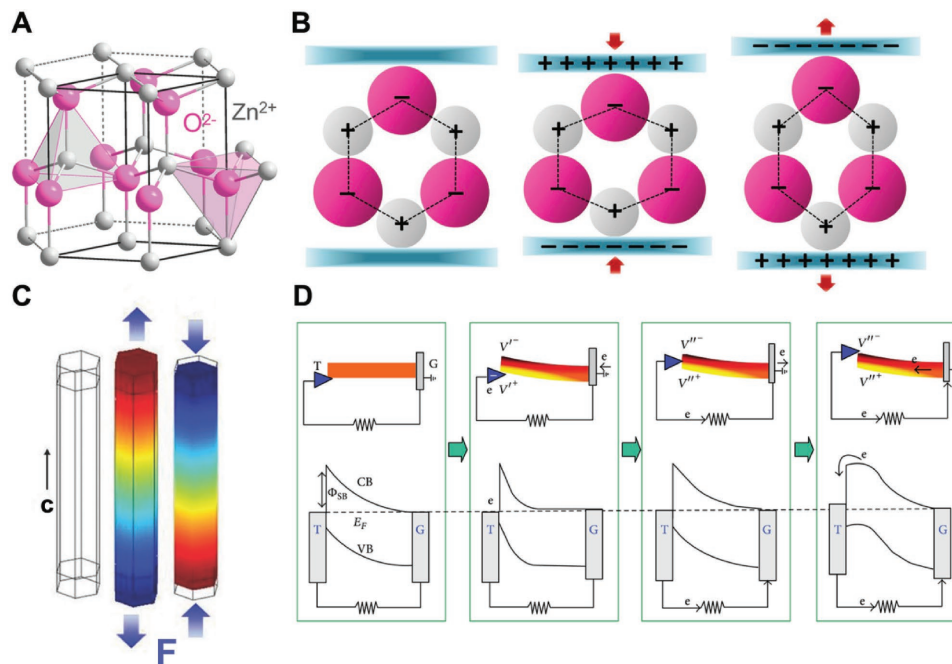 A
Zn2+
O2-
B
+ + + + + + +
− − − − − − −
−
+ +
− −
+
−
+ +
− −
+
−
+ +
− −
+
− − − − − − −
+ + + + + + +
C
c
F
D
T
G
V'−
e
−
e
V'+
V''−
e
V''+
e
V''−
e
V''+
e
ΦSB
CB
EF
VB
T
G
e
T
G
T
G
e
e
T
G
e